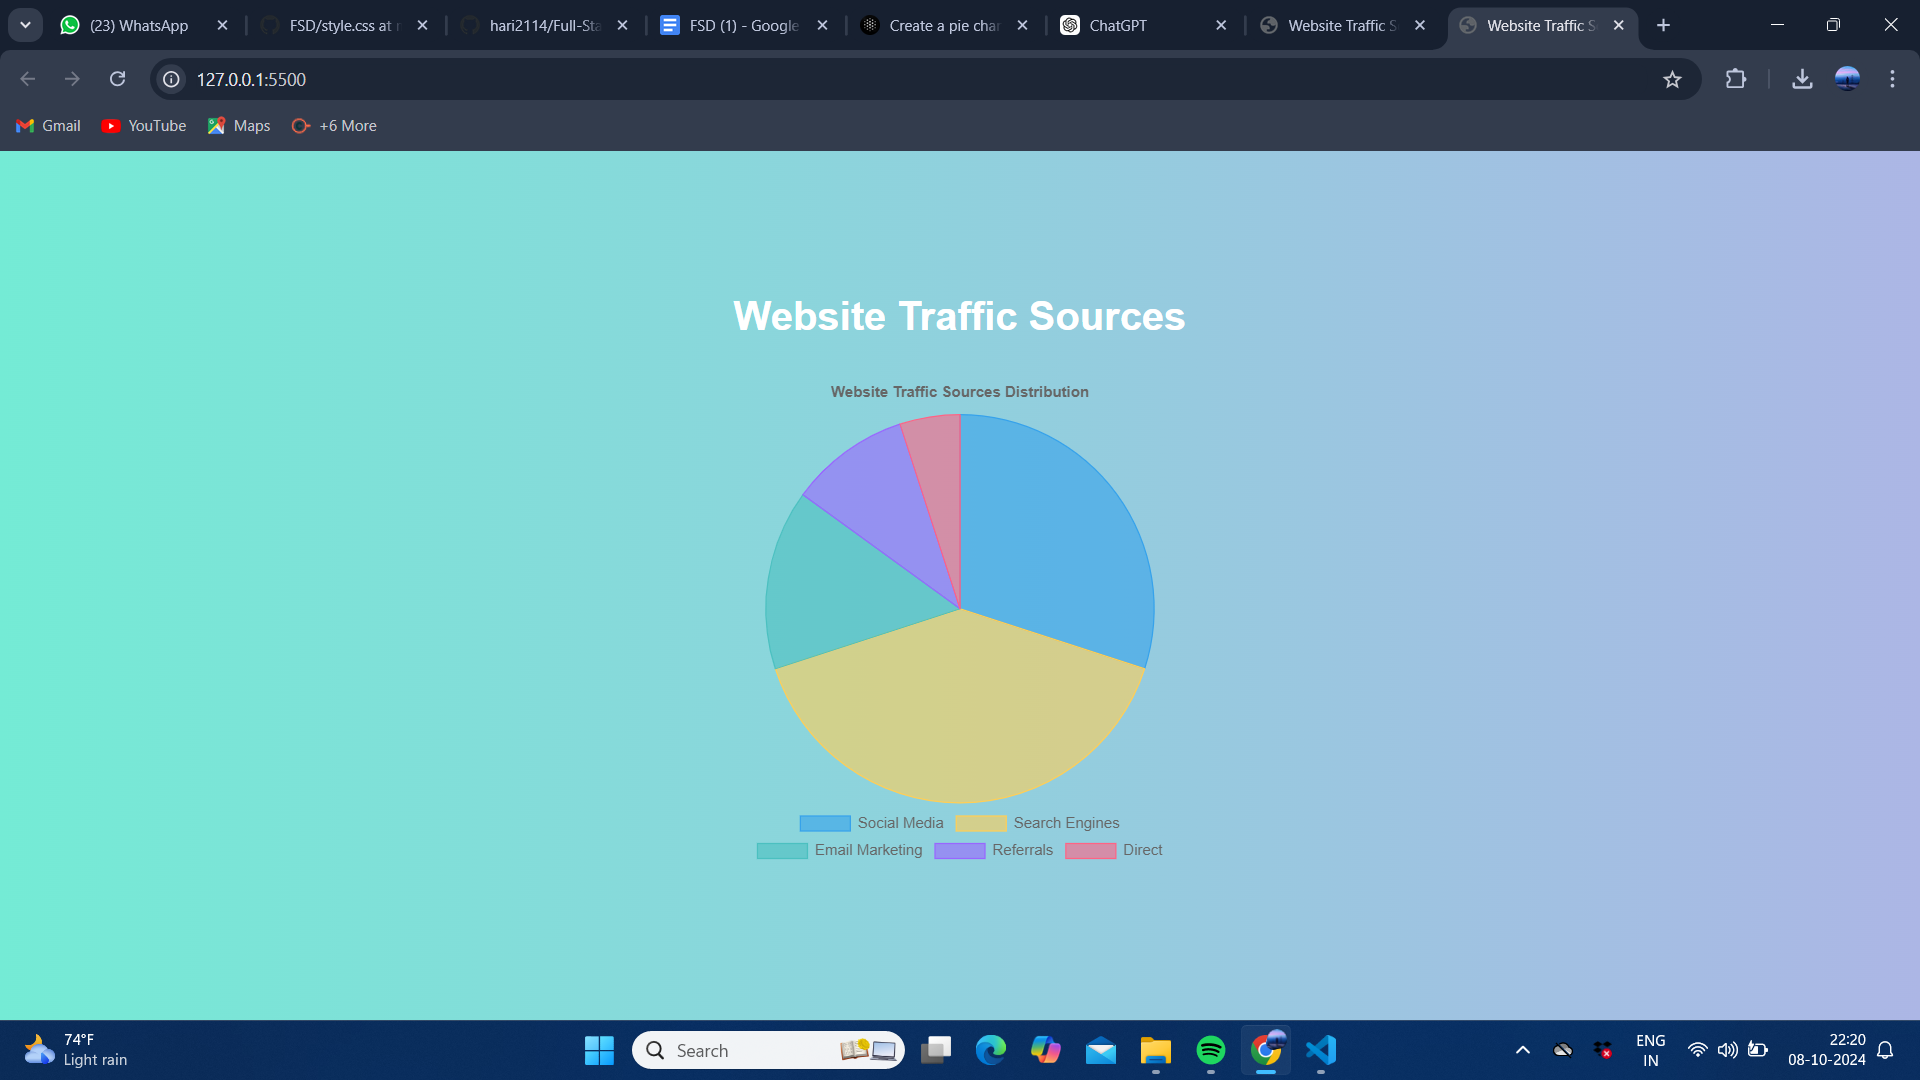 (23) WhatsApp
FSD/style.css at
hari2114/Full-Sta
FSD (1) - Google
Create a pie char
ChatGPT
Website Traffic S
Website Traffic S
127.0.0.1:5500
Gmail
YouTube
Maps
+6 More
Website Traffic Sources
Website Traffic Sources Distribution
Social Media
Search Engines
Email Marketing
Referrals
Direct
74°F
Light rain
Search
ENG
IN
22:20
08-10-2024